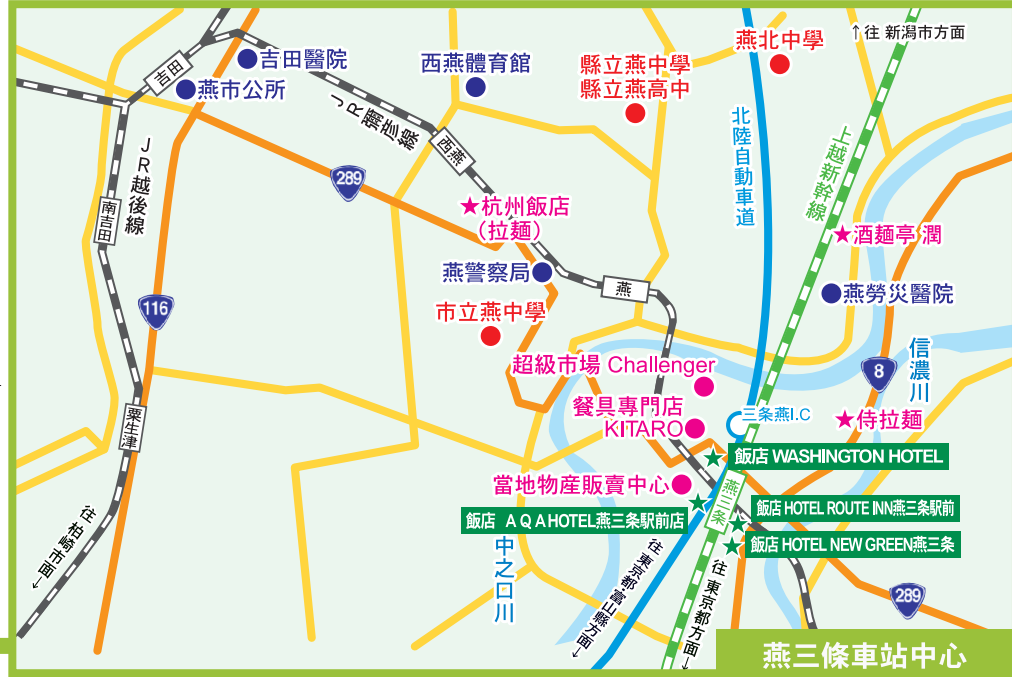 ↑往 新潟市方面
燕北中學
吉田醫院
西燕體育館
縣立燕中學
縣立燕高中
吉田
燕市公所
JR彌彦線
北陸自動車道
西燕
JR越後線
上越新幹線
289
★杭州飯店
（拉麺）
南吉田
★酒麺亭 潤
燕警察局
燕
燕勞災醫院
116
市立燕中學
信濃川
超級市場 Challenger
8
餐具專門店
KITARO
三条燕I.C
★侍拉麺
粟生津
飯店 WASHINGTON HOTEL
當地物産販賣中心
燕三条
飯店 HOTEL ROUTE INN燕三条駅前
飯店 AQAHOTEL燕三条駅前店
飯店 HOTEL NEW GREEN燕三条
往 柏崎市方面→
中之口川
往 東京都・富山縣方面→
往 東京都方面→
289
燕三條車站中心